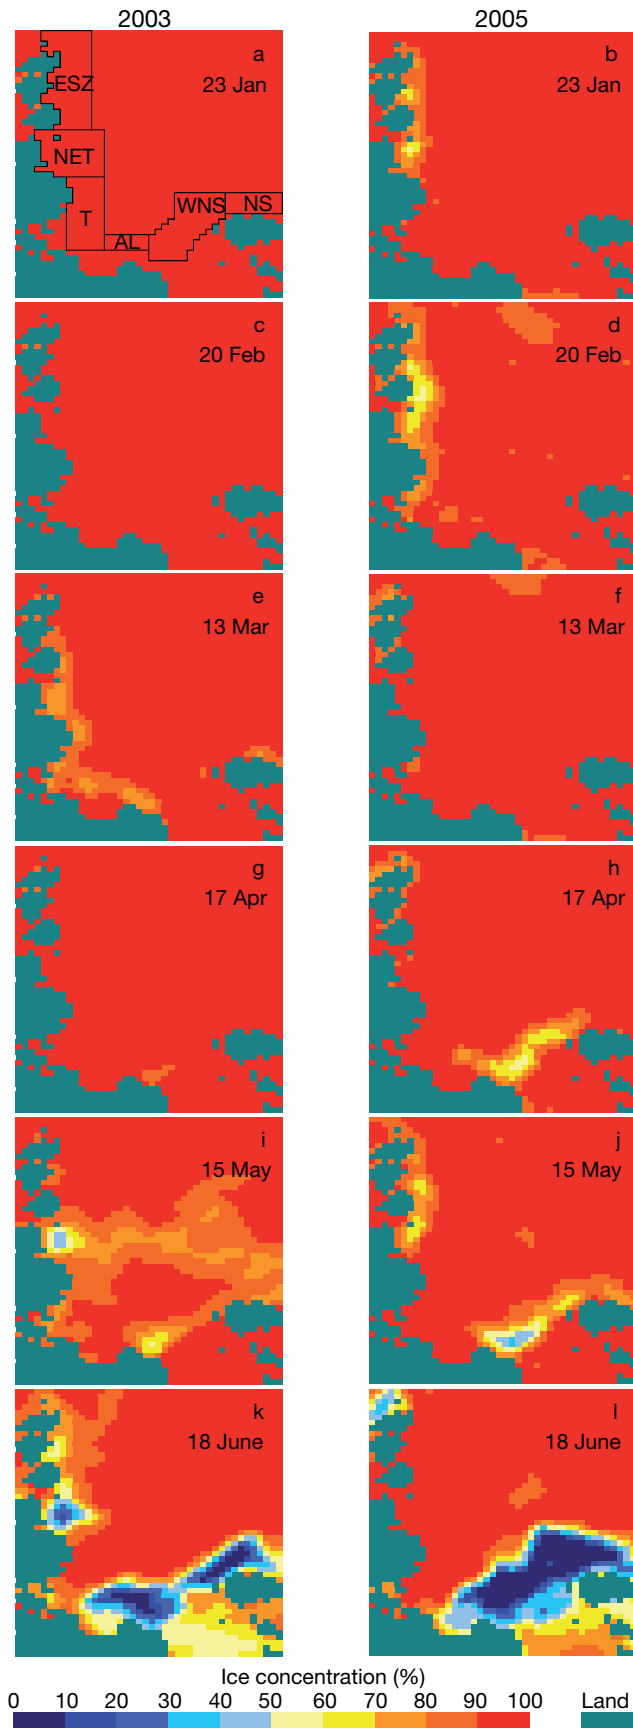 2003 2005
a b
23 Jan 23 Jan
ESZ
NET
T
AL
WNS
NS
c d
20 Feb 20 Feb
e f
13 Mar 13 Mar
g h
17 Apr 17 Apr
i j
15 May 15 May
k l
18 June 18 June
Ice concentration (%)
0 10 20 30 40 50 60 70 80 90 100 Land